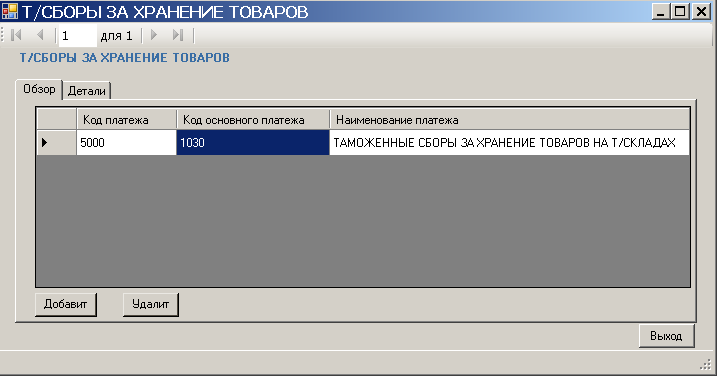 Т/СБОРЫ ЗА ХРАНЕНИЕ ТОВАРОВ
1 для 1
Т/СБОРЫ ЗА ХРАНЕНИЕ ТОВАРОВ
Обзор Детали
Код платежа Код основного платежа Наименование платежа
5000 1030 ТАМОЖЕННЫЕ СБОРЫ ЗА ХРАНЕНИЕ ТОВАРОВ НА Т/СКЛАДАХ
Добавит Удалит
Выход